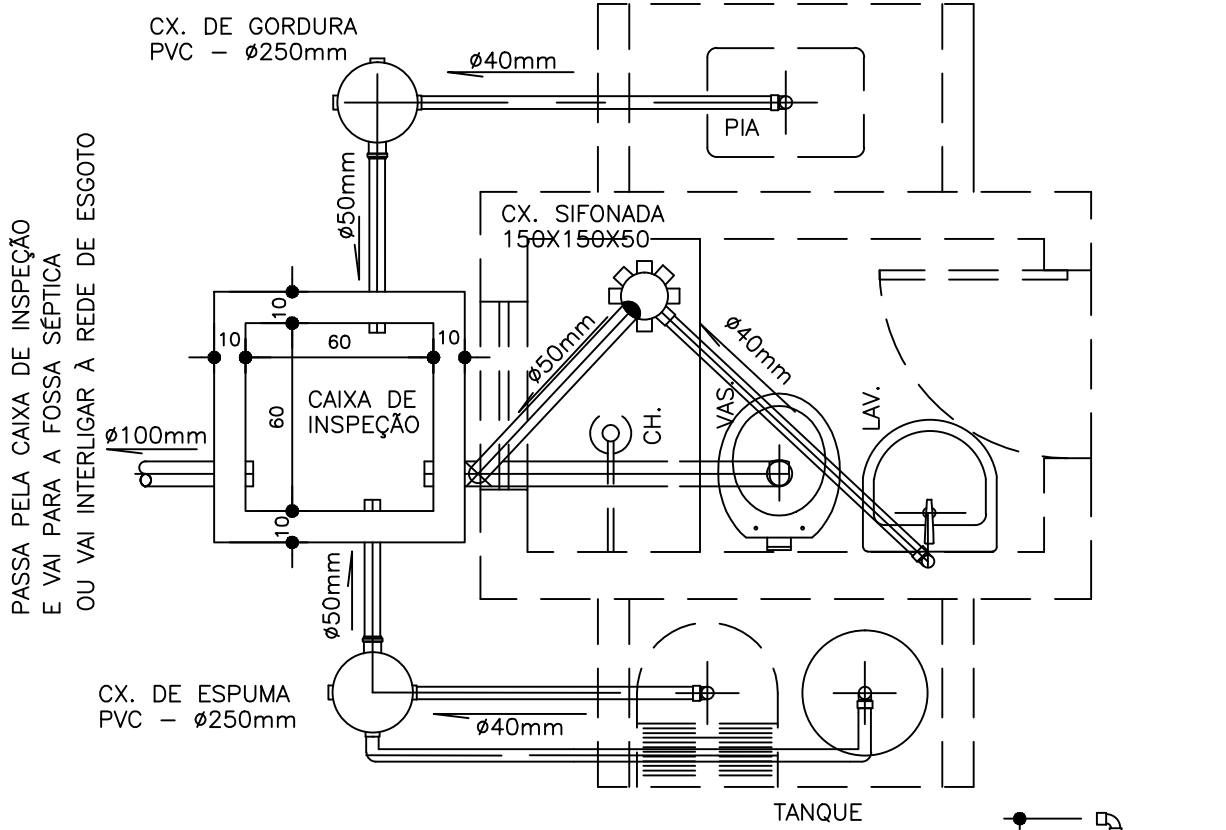 CX. DE GORDURA
PVC - Ø250mm
Ø40mm
PIA
Ø50mm
PASSA PELA CAIXA DE INSPEÇÃO
E VAI PARA A FOSSA SÉPTICA
OU VAI INTERLIGAR À REDE DE ESGOTO
CX. SIFONADA
150X150X50
10
10
60
10
60
CAIXA DE
INSPEÇÃO
10
Ø100mm
Ø50mm
Ø40mm
CH.
VAS.
LAV.
Ø50mm
CX. DE ESPUMA
PVC - Ø250mm
Ø40mm
TANQUE